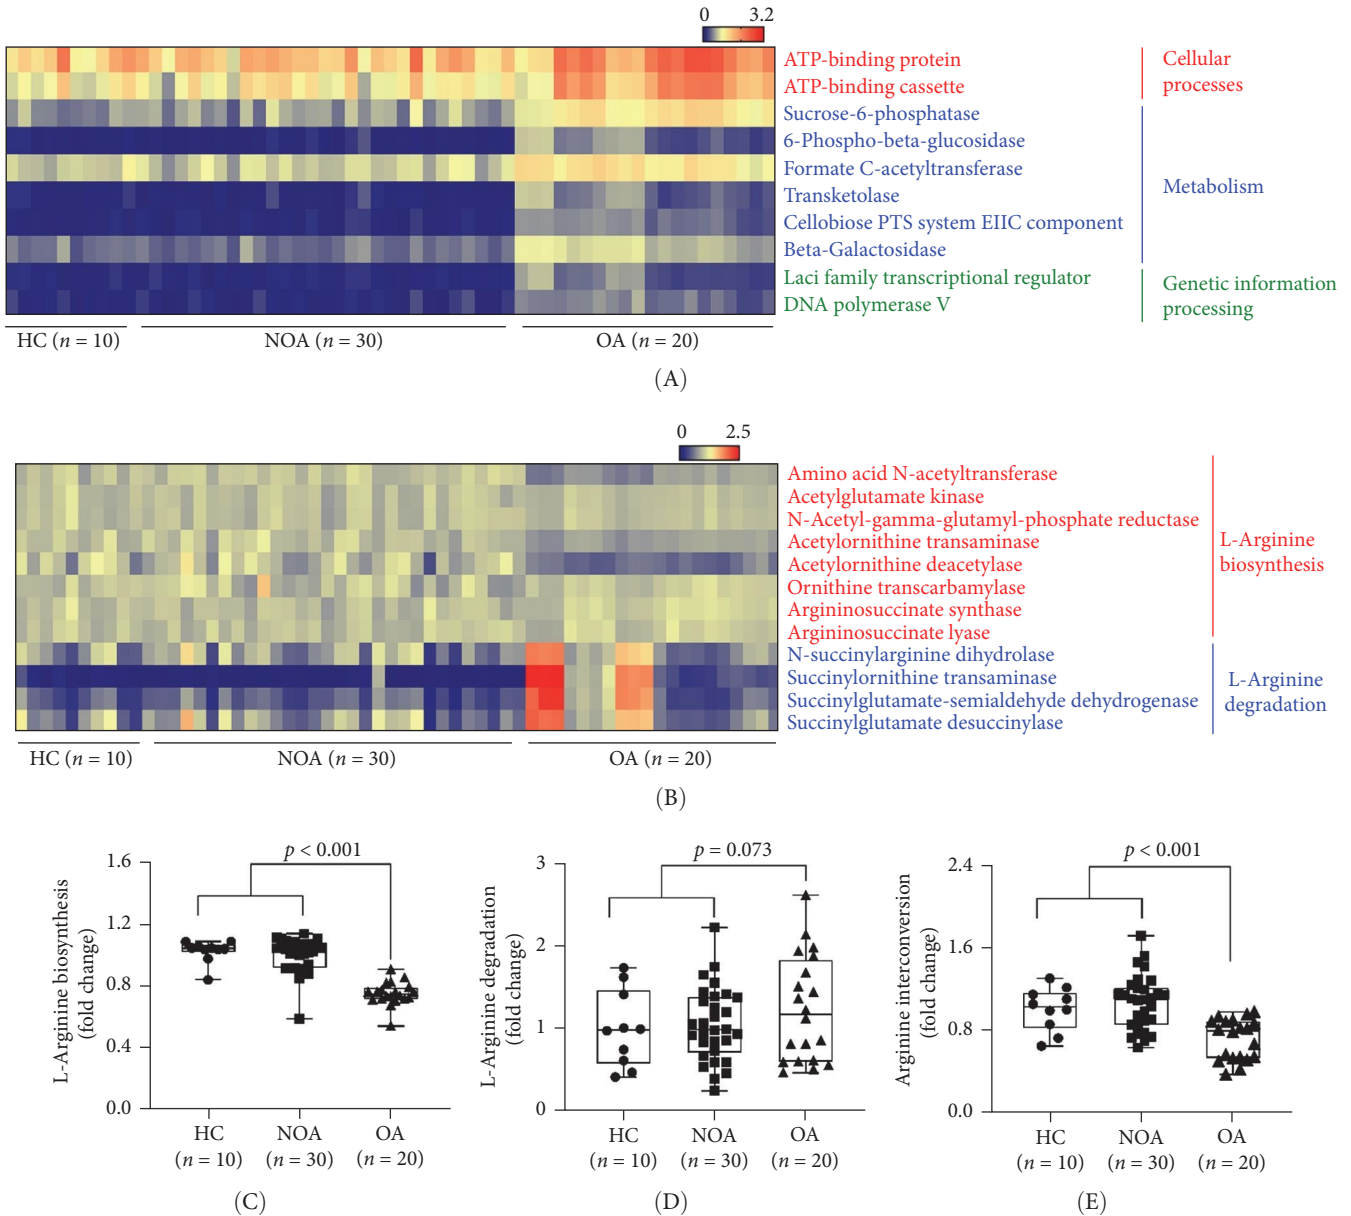 0 3.2
ATP-binding protein
ATP-binding cassette
Sucrose-6-phosphatase
6-Phospho-beta-glucosidase
Formate C-acetyltransferase
Transketolase
Cellobiose PTS system EIIC component
Beta-Galactosidase
Laci family transcriptional regulator
DNA polymerase V
Cellular
processes
Metabolism
Genetic information
processing
HC (n = 10) NOA (n = 30) OA (n = 20)
(A)
0 2.5
Amino acid N-acetyltransferase
Acetylglutamate kinase
N-Acetyl-gamma-glutamyl-phosphate reductase
Acetylornithine transaminase
Acetylornithine deacetylase
Ornithine transcarbamylase
Argininosuccinate synthase
Argininosuccinate lyase
N-succinylarginine dihydrolase
Succinylornithine transaminase
Succinylglutamate-semialdehyde dehydrogenase
Succinylglutamate desuccinylase
L-Arginine
biosynthesis
L-Arginine
degradation
HC (n = 10) NOA (n = 30) OA (n = 20)
(B)
L-Arginine biosynthesis
(fold change)
1.6
1.2
0.8
0.4
0.0
p < 0.001
HC NOA OA
(n = 10) (n = 30) (n = 20)
(C)
L-Arginine degradation
(fold change)
3
2
1
0
p = 0.073
HC NOA OA
(n = 10) (n = 30) (n = 20)
(D)
Arginine interconversion
(fold change)
2.4
1.6
0.8
0.0
p < 0.001
HC NOA OA
(n = 10) (n = 30) (n = 20)
(E)